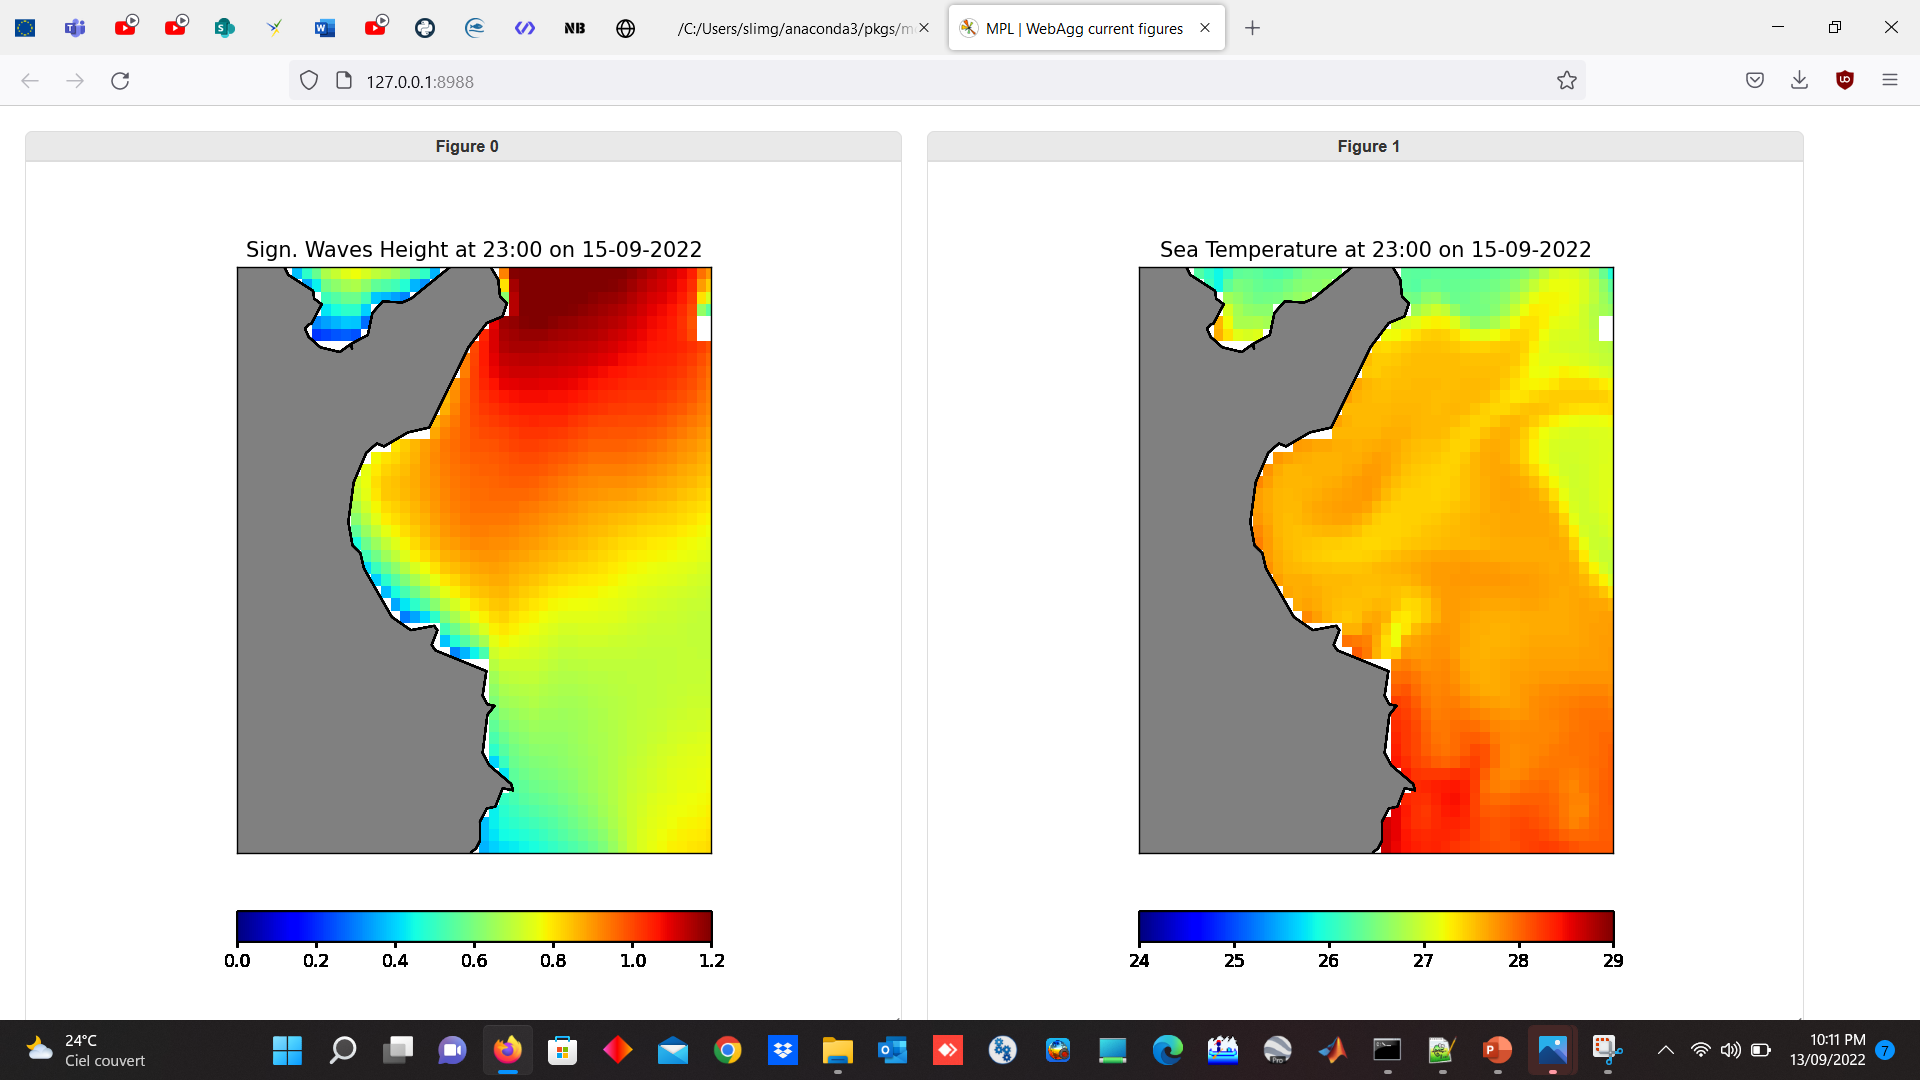 /C:/Users/slimg/anaconda3/pkgs/m
MPL | WebAgg current figures
127.0.0.1:8988
Figure 0
Sign. Waves Height at 23:00 on 15-09-2022
0.0 0.2 0.4 0.6 0.8 1.0 1.2
Figure 1
Sea Temperature at 23:00 on 15-09-2022
24 25 26 27 28 29
24°C
Ciel couvert
10:11 PM
13/09/2022
7
NB